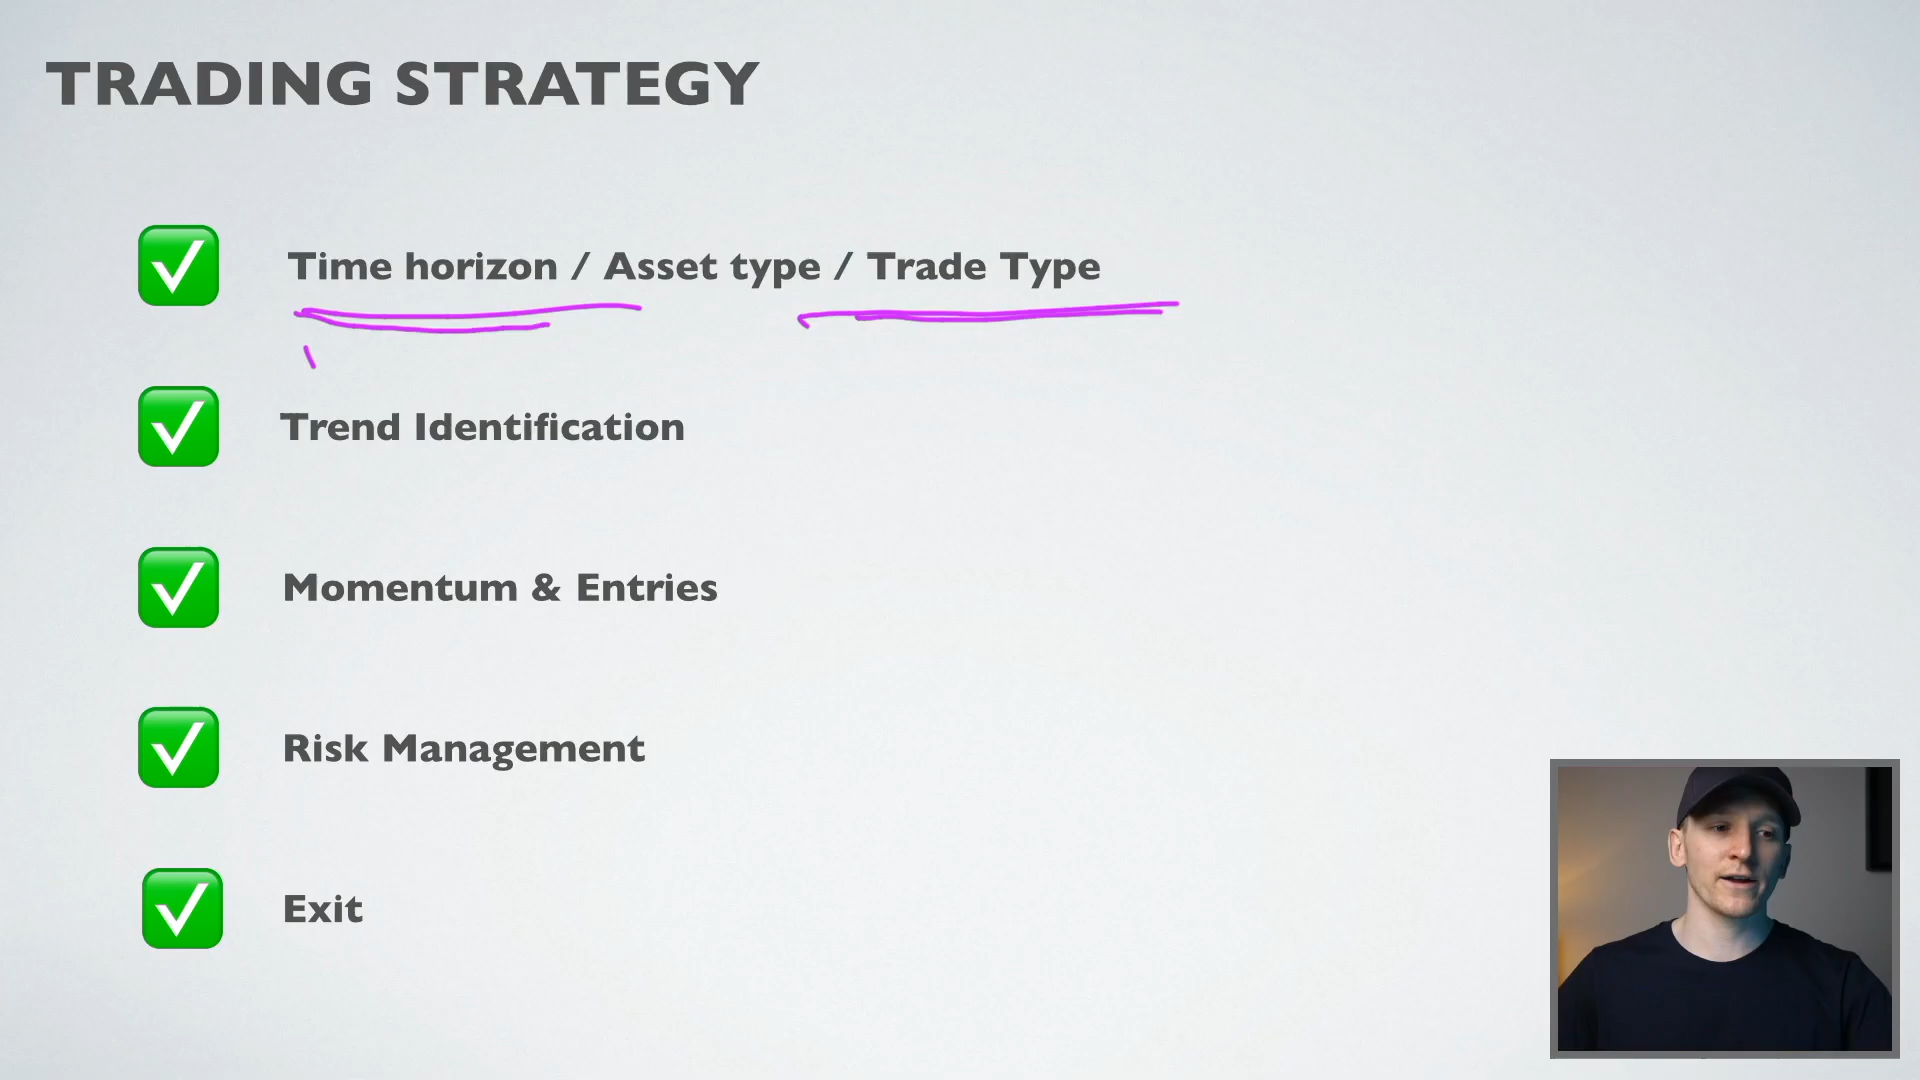 TRADING STRATEGY
Time horizon / Asset type / Trade Type
Trend Identification
Momentum & Entries
Risk Management
Exit